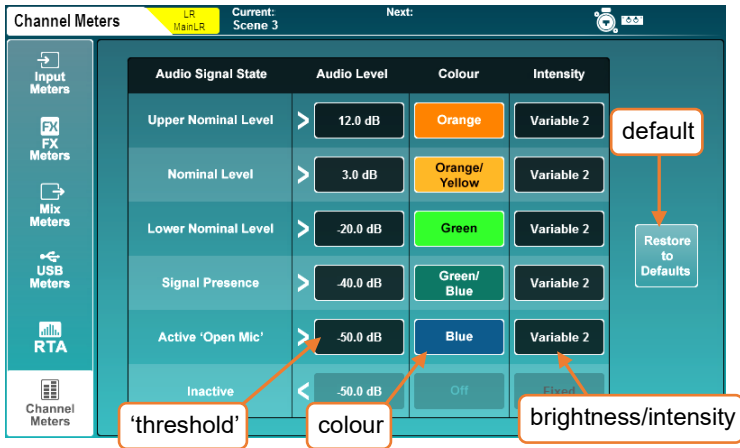 Channel Meters
LR
MainLR
Current:
Scene 3
Next:
Input
Meters
FX
FX
Meters
Mix
Meters
USB
Meters
RTA
Channel
Meters
Audio Signal State Audio Level Colour Intensity
Upper Nominal Level > 12.0 dB Orange Variable 2
Nominal Level > 3.0 dB Orange/
Yellow Variable 2
Lower Nominal Level > -20.0 dB Green Variable 2
Signal Presence > -40.0 dB Green/
Blue Variable 2
Active ‘Open Mic’ > -50.0 dB Blue Variable 2
Inactive < -50.0 dB Off Fixed
default
Restore
to
Defaults
‘threshold’
colour
brightness/intensity